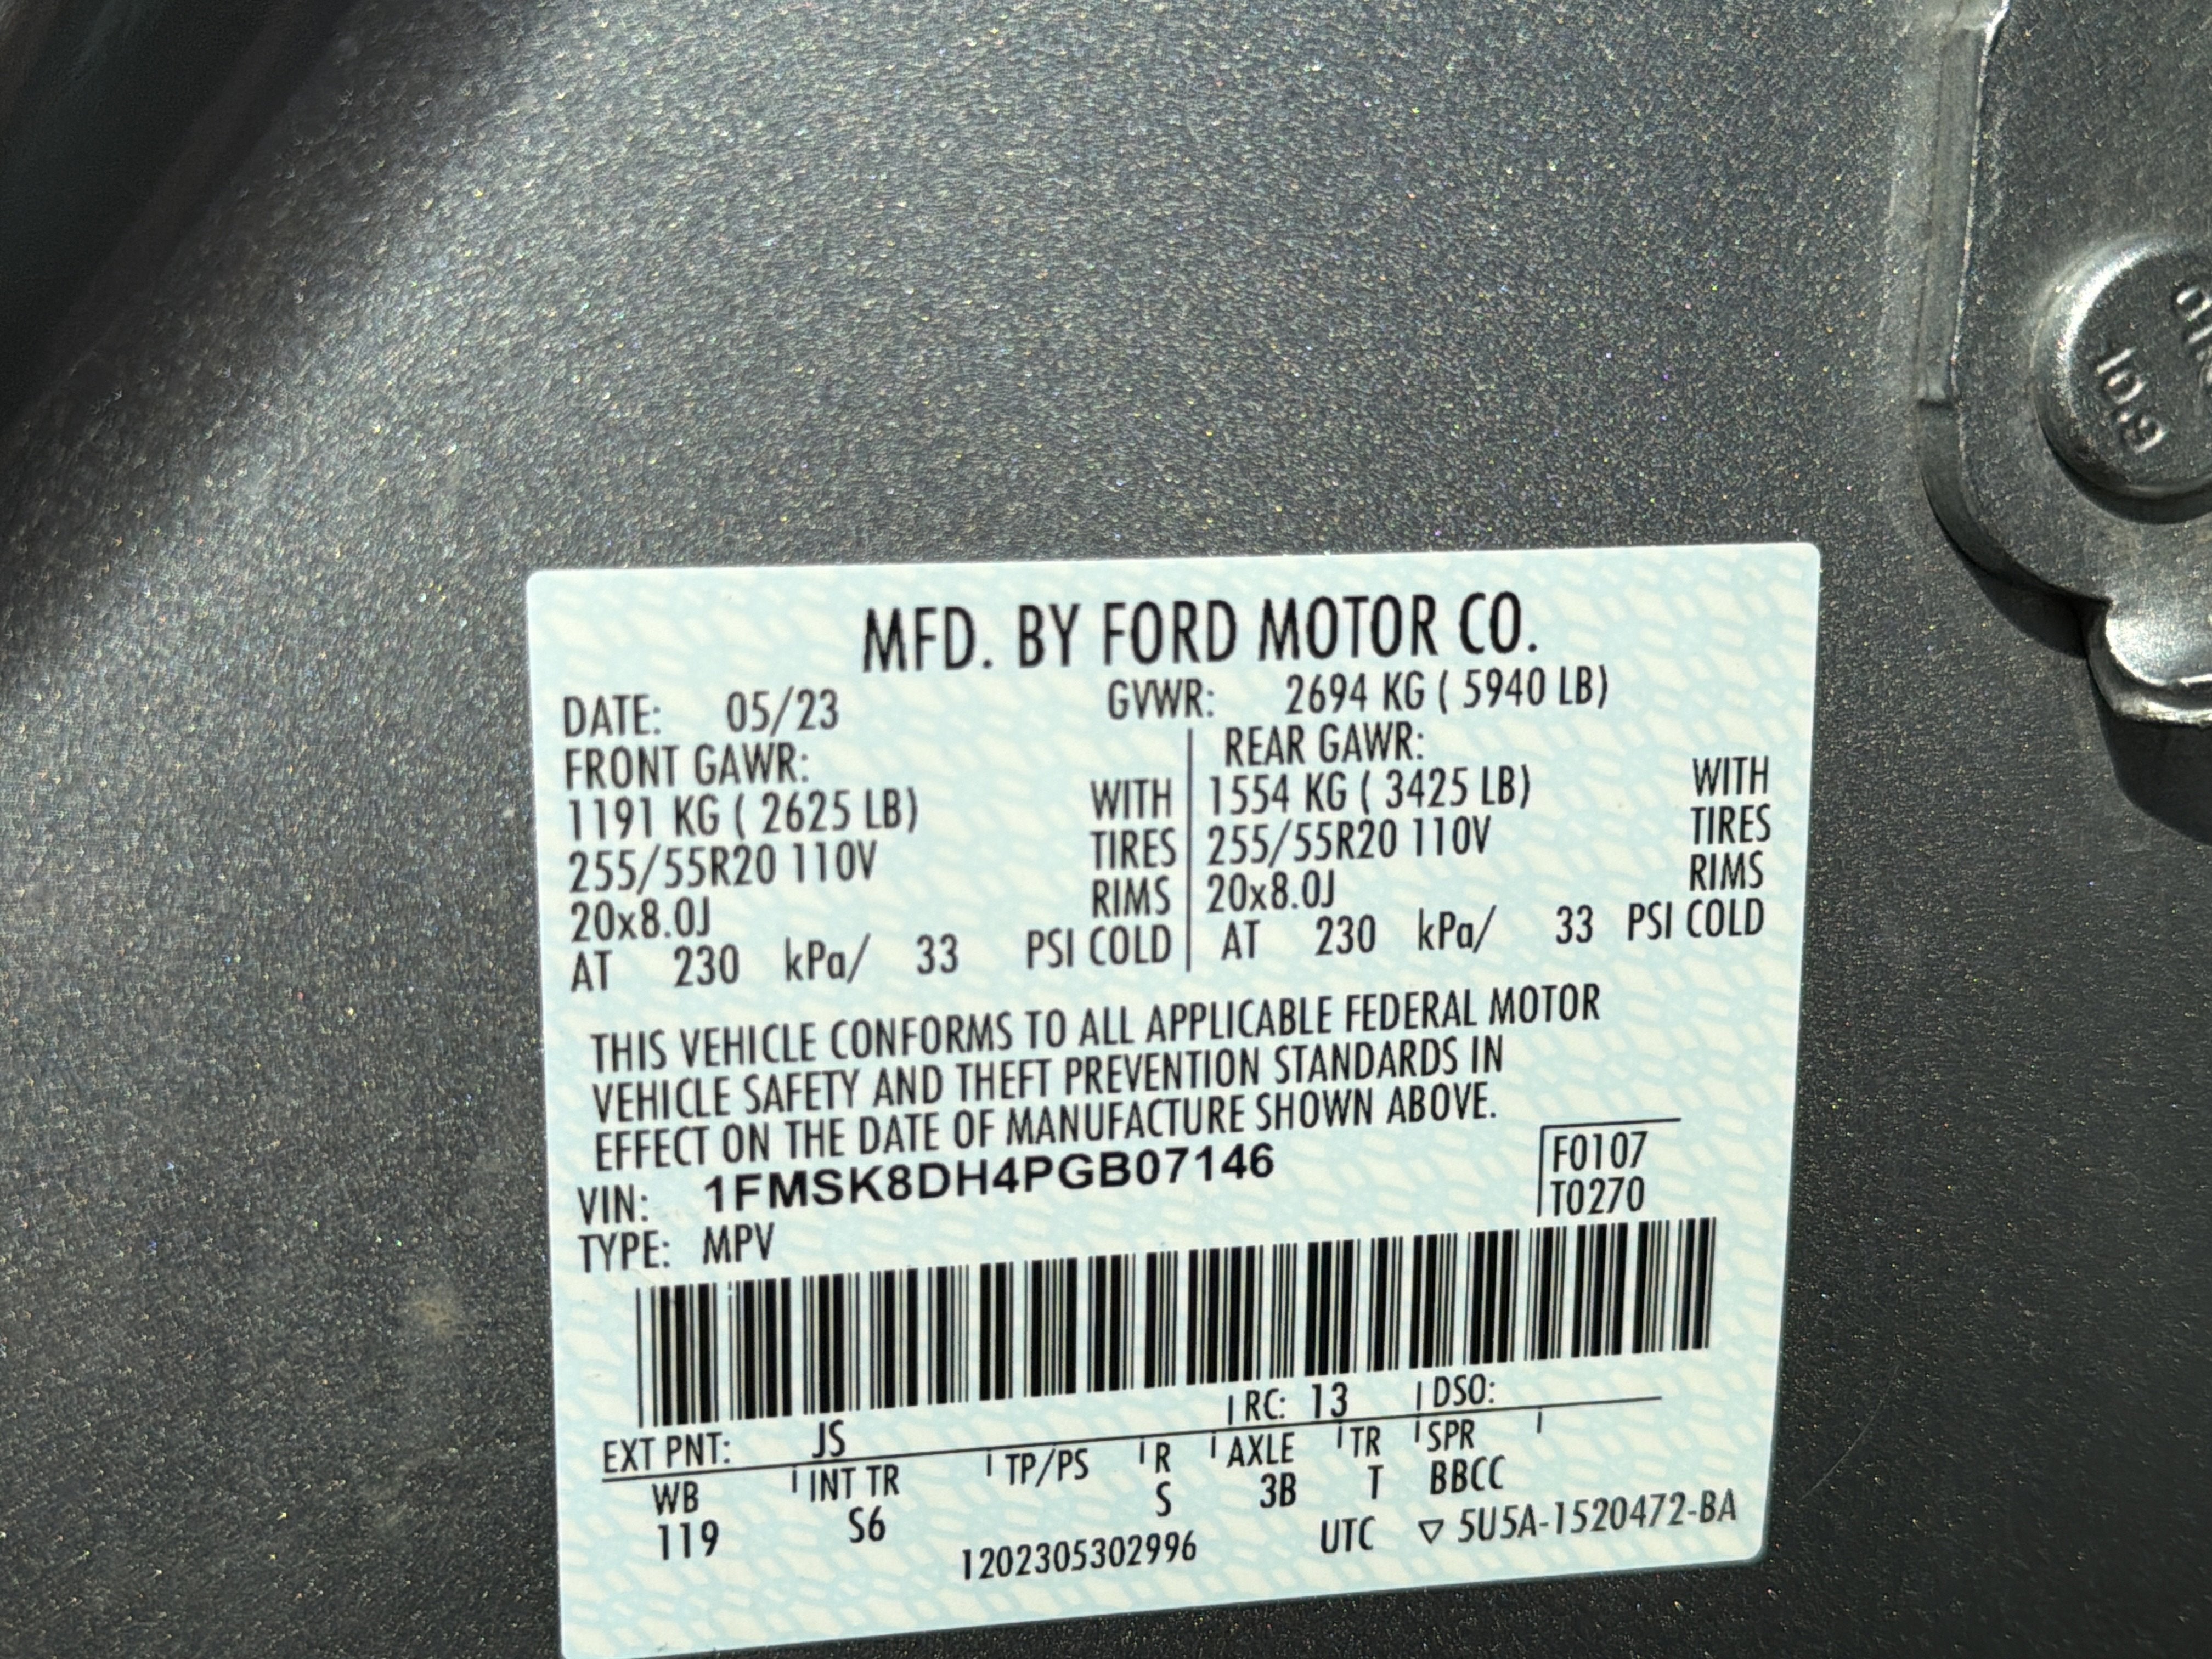 MFD. BY FORD MOTOR CO.
DATE: 05/23 GVWR: 2694 KG ( 5940 LB)
FRONT GAWR: REAR GAWR:
1191 KG ( 2625 LB) WITH 1554 KG ( 3425 LB) WITH
255/55R20 110V TIRES 255/55R20 110V TIRES
20x8.0J RIMS 20x8.0J RIMS
AT 230 kPa/ 33 PSI COLD AT 230 kPa/ 33 PSI COLD
THIS VEHICLE CONFORMS TO ALL APPLICABLE FEDERAL MOTOR
VEHICLE SAFETY AND THEFT PREVENTION STANDARDS IN
EFFECT ON THE DATE OF MANUFACTURE SHOWN ABOVE.
VIN: 1FMSK8DH4PGB07146 F0107
TYPE: MPV T0270
EXT PNT: JS RC: 13 DSO:
WB INT TR TP/PS R AXLE TR SPR
119 S6 S 3B T BBCC
1202305302996 UTC ▽ 5U5A-1520472-BA